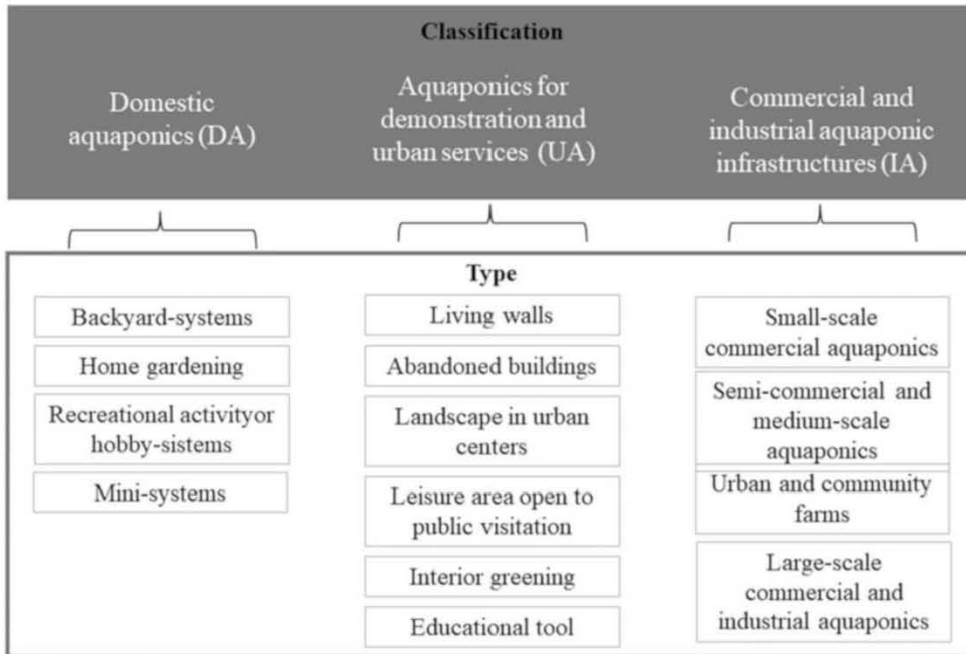 Classification
Domestic
aquaponics (DA)
Aquaponics for
demonstration and
urban services (UA)
Commercial and
industrial aquaponic
infrastructures (IA)
Type
Backyard-systems
Home gardening
Recreational activityor
hobby-sistems
Mini-systems
Living walls
Abandoned buildings
Landscape in urban
centers
Leisure area open to
public visitation
Interior greening
Educational tool
Small-scale
commercial aquaponics
Semi-commercial and
medium-scale
aquaponics
Urban and community
farms
Large-scale
commercial and
industrial aquaponics